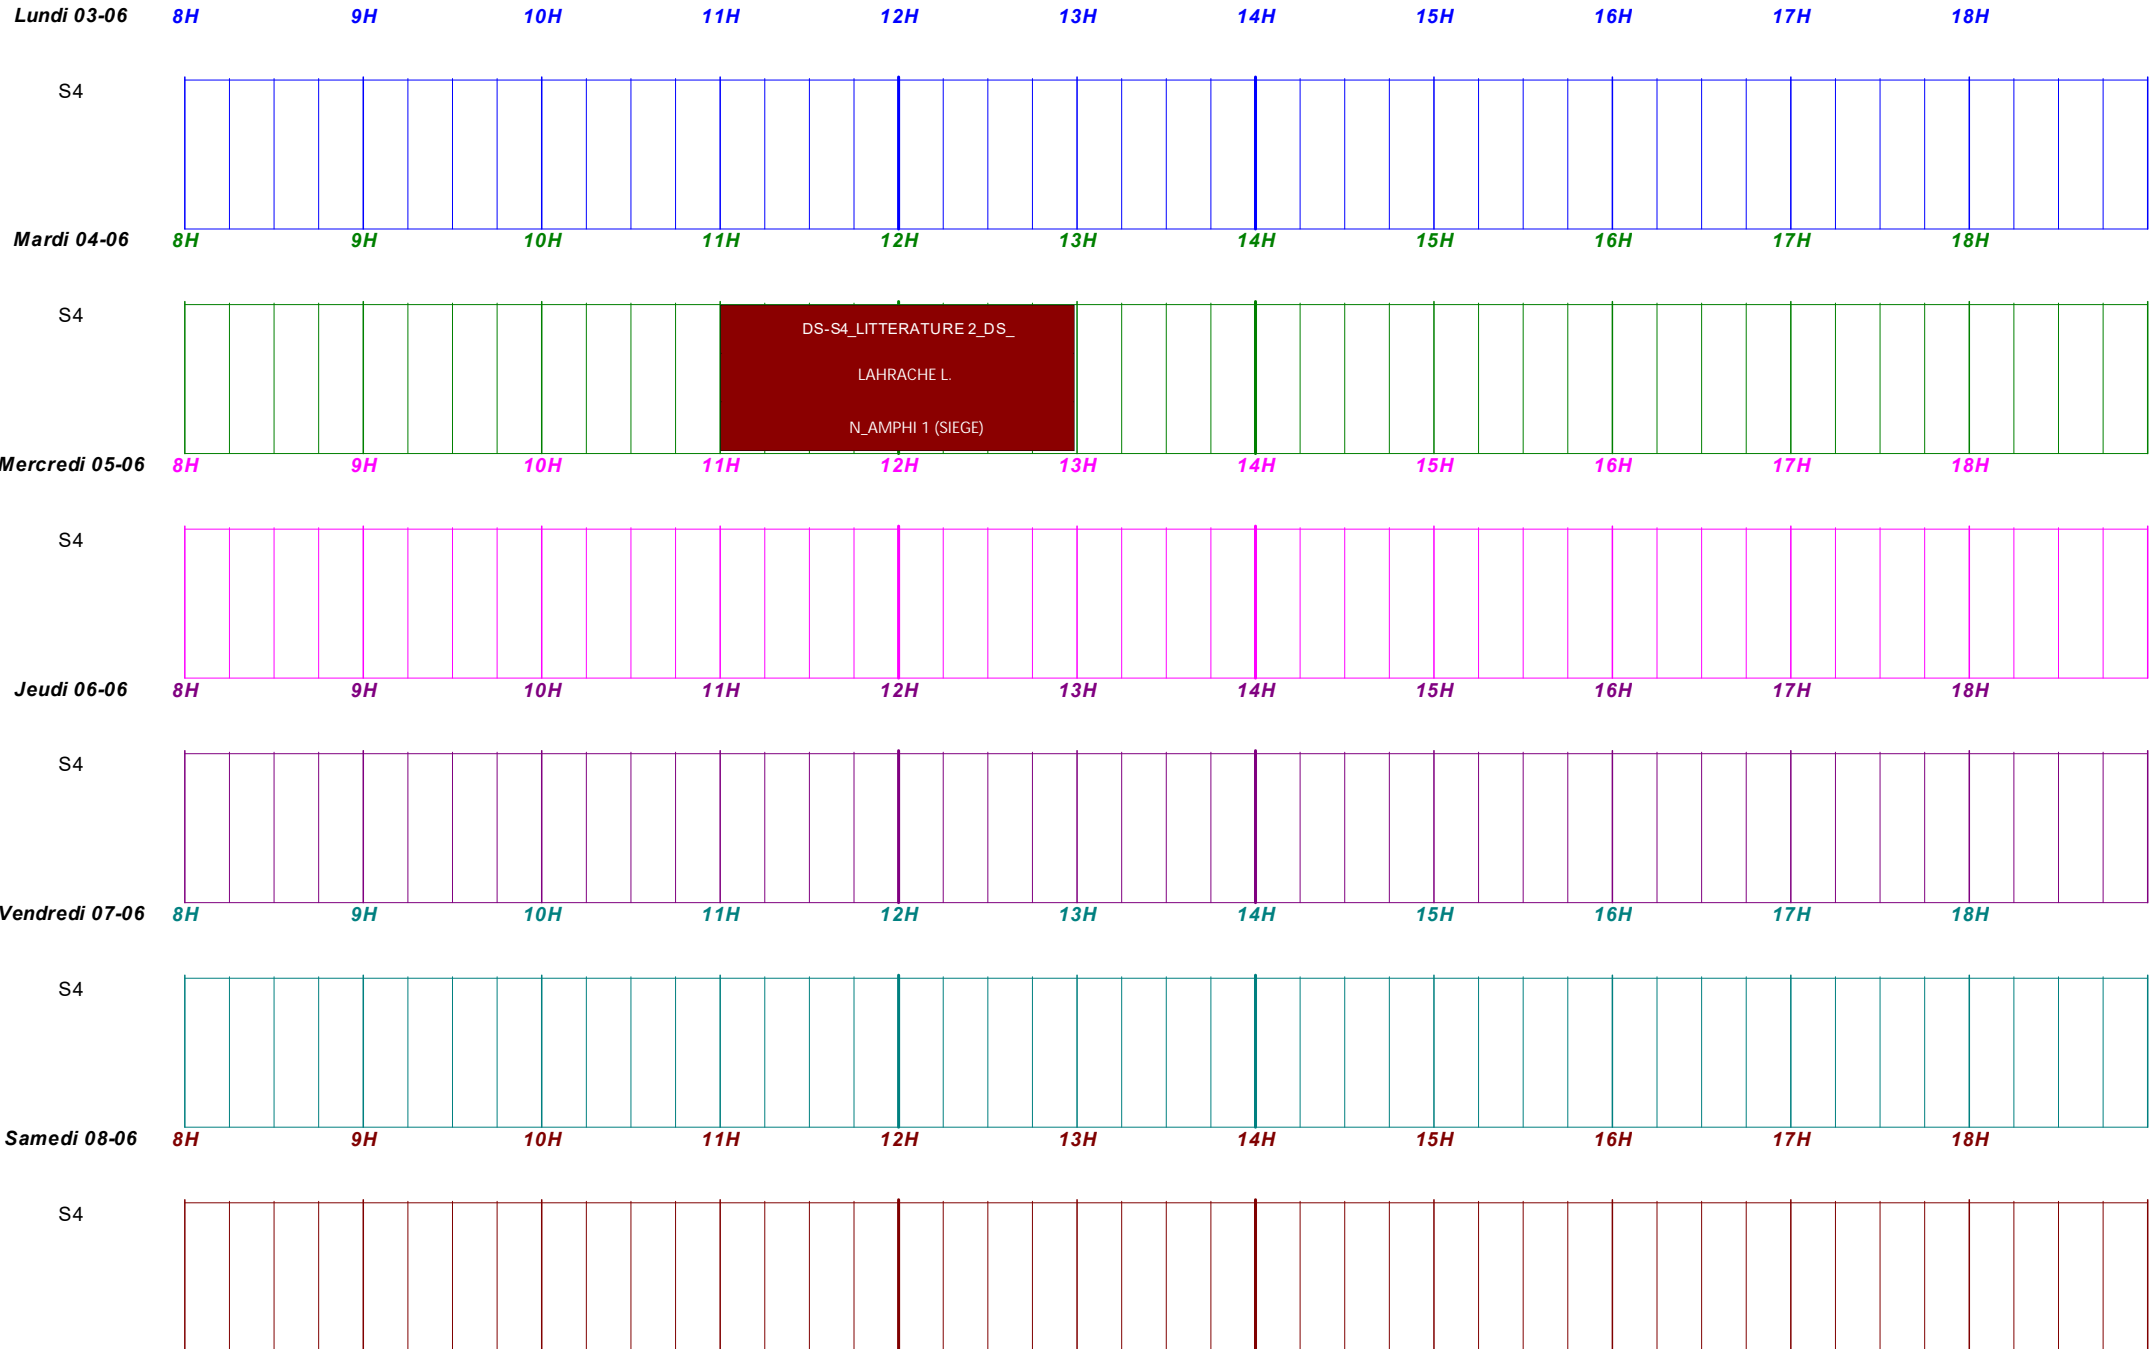 Lundi 03-06 8H 9H 10H 11H 12H 13H 14H 15H 16H 17H 18H
S4
Mardi 04-06 8H 9H 10H 11H 12H 13H 14H 15H 16H 17H 18H
S4
DS-S4_LITTERATURE 2_DS_
LAHRACHE L.
N_AMPHI 1 (SIEGE)
Mercredi 05-06 8H 9H 10H 11H 12H 13H 14H 15H 16H 17H 18H
S4
Jeudi 06-06 8H 9H 10H 11H 12H 13H 14H 15H 16H 17H 18H
S4
Vendredi 07-06 8H 9H 10H 11H 12H 13H 14H 15H 16H 17H 18H
S4
Samedi 08-06 8H 9H 10H 11H 12H 13H 14H 15H 16H 17H 18H
S4